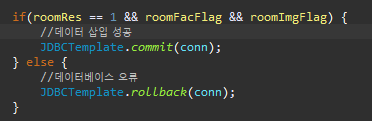 if(roomRes == 1 && roomFacFlag && roomImgFlag) {
    //데이터 삽입 성공
    JDBCTemplate.commit(conn);
} else {
    //데이터베이스 오류
    JDBCTemplate.rollback(conn);
}